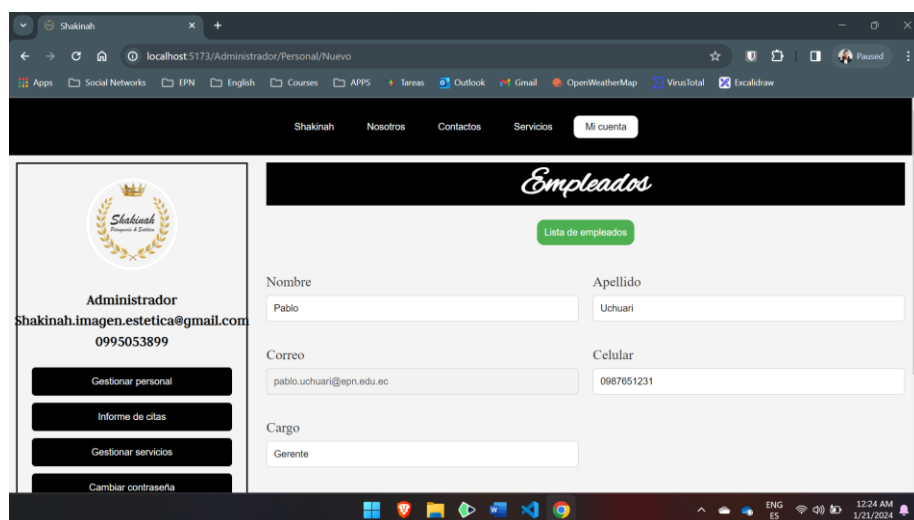 Shakinah
localhost:5173/Administrador/Personal/Nuevo
Paused
Apps Social Networks EPN English Courses APPS Tareas Outlook Gmail OpenWeatherMap VirusTotal Excalidraw
Shakinah Nosotros Contactos Servicios Mi cuenta
Shakinah
Peluquería & Estética
Administrador
Shakinah.imagen.estetica@gmail.com
0995053899
Gestionar personal
Informe de citas
Gestionar servicios
Cambiar contraseña
Empleados
Lista de empleados
Nombre Apellido
Pablo Uchuari
Correo Celular
pablo.uchuari@epn.edu.ec 0987651231
Cargo
Gerente
ENG
ES
12:24 AM
1/21/2024